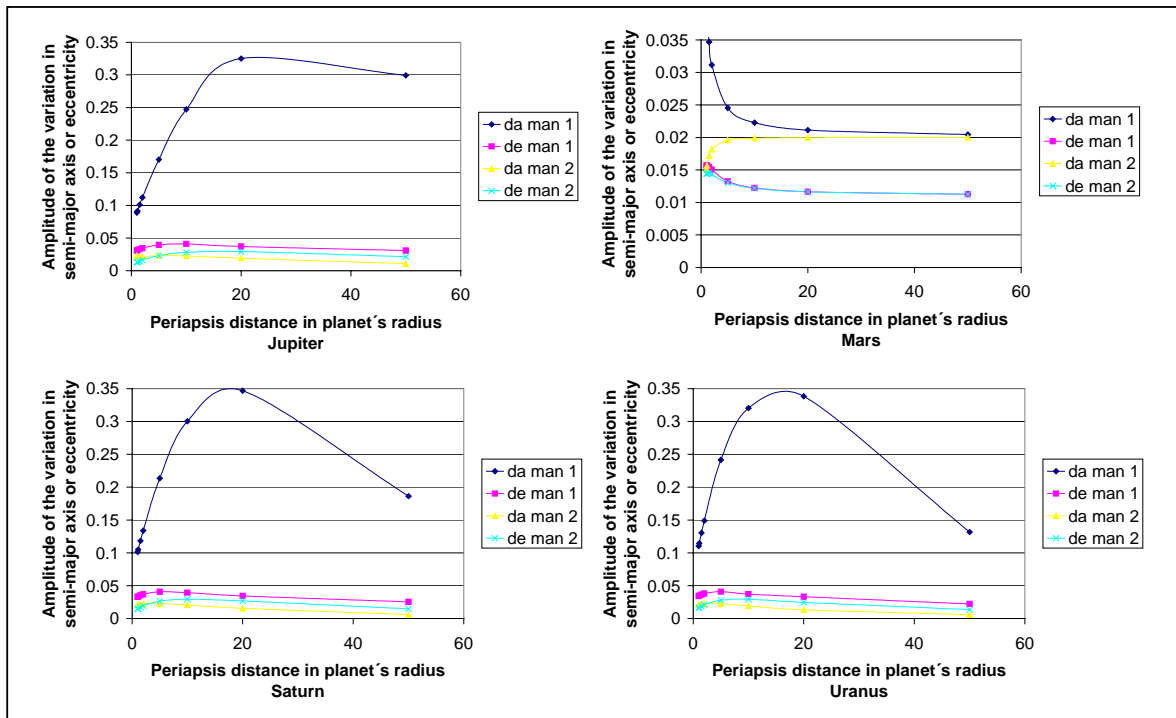 Amplitude of the variation in
semi-major axis or eccentricity
0.35
0.3
0.25
0.2
0.15
0.1
0.05
0
0
20
40
60
Periapsis distance in planet´s radius
Jupiter
da man 1
de man 1
da man 2
de man 2
Amplitude of the variation in
semi-major axis or eccentricity
0.035
0.03
0.025
0.02
0.015
0.01
0.005
0
0
20
40
60
Periapsis distance in planet´s radius
Mars
da man 1
de man 1
da man 2
de man 2
Amplitude of the variation in
semi-major axis or eccentricity
0.35
0.3
0.25
0.2
0.15
0.1
0.05
0
0
20
40
60
Periapsis distance in planet´s radius
Saturn
da man 1
de man 1
da man 2
de man 2
Amplitude of the variation in
semi-major axis or eccentricity
0.35
0.3
0.25
0.2
0.15
0.1
0.05
0
0
20
40
60
Periapsis distance in planet´s radius
Uranus
da man 1
de man 1
da man 2
de man 2